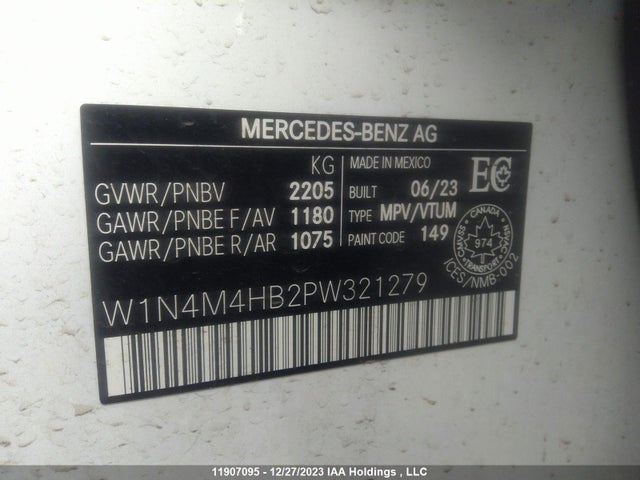 MERCEDES-BENZ AG
KG
GVWR/PNBV 2205
GAWR/PNBE F/AV 1180
GAWR/PNBE R/AR 1075
MADE IN MEXICO
BUILT 06/23
TYPE MPV/VTUM
PAINT CODE 149
EC
CANADA
974
TRANSPORT
ICES/NMB-002
W1N4M4HB2PW321279
11907095 - 12/27/2023 IAA Holdings , LLC